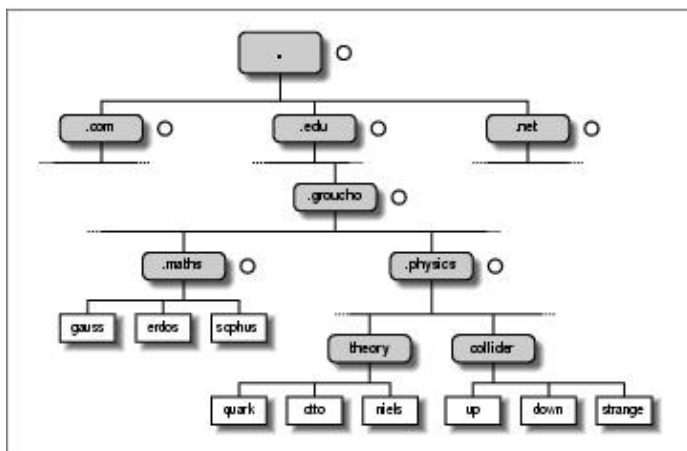 .
.com .edu .net
.groucho
.maths .physics
gauss erdos sophus
theory collider
quark otto niels up down strange